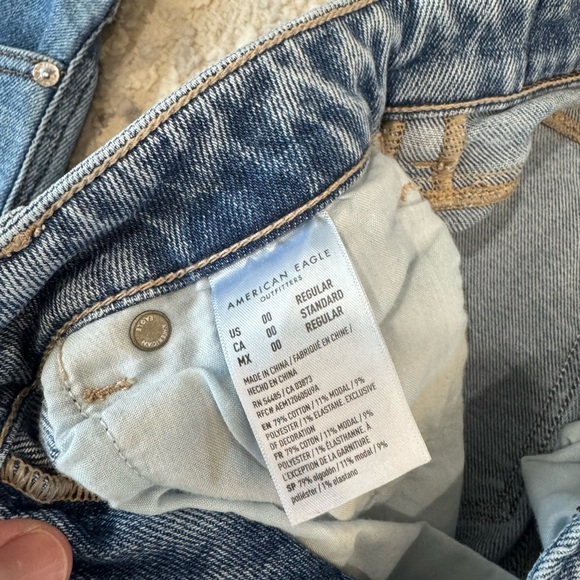 AMERICAN EAGLE
OUTFITTERS
US 00 REGULAR
CA 00 STANDARD
MX 00 REGULAR
MADE IN CHINA / FABRIQUÉ EN CHINE /
HECHO EN CHINA
RN 54485 / CA 03873
RFC# AEM120605U9A
EN 79% COTTON / 11% MODAL / 9%
POLYESTER / 1% ELASTANE. EXCLUSIVE
OF DECORATION
FR 79% COTON / 11% MODAL / 9%
POLYESTER / 1% ÉLASTHANNE. À
L'EXCEPTION DE LA GARNITURE
SP 79% algodón / 11% modal / 9%
poliéster / 1% elastano